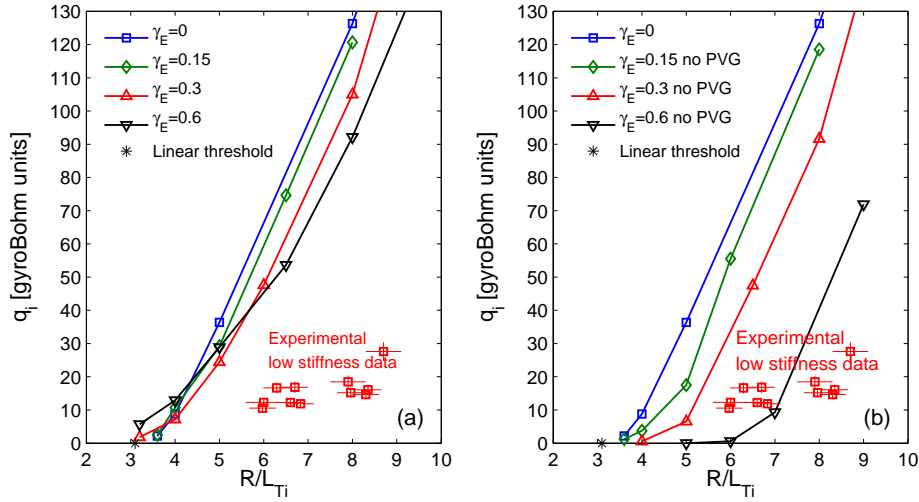 130
120
110
100
90
80
70
60
50
40
30
20
10
0
2 3 4 5 6 7 8 9 10
q_i [gyroBohm units]
R/L_Ti
γ_E=0
γ_E=0.15
γ_E=0.3
γ_E=0.6
Linear threshold
Experimental
low stiffness data
(a)
130
120
110
100
90
80
70
60
50
40
30
20
10
0
2 3 4 5 6 7 8 9 10
q_i [gyroBohm units]
R/L_Ti
γ_E=0
γ_E=0.15 no PVG
γ_E=0.3 no PVG
γ_E=0.6 no PVG
Linear threshold
Experimental
low stiffness data
(b)